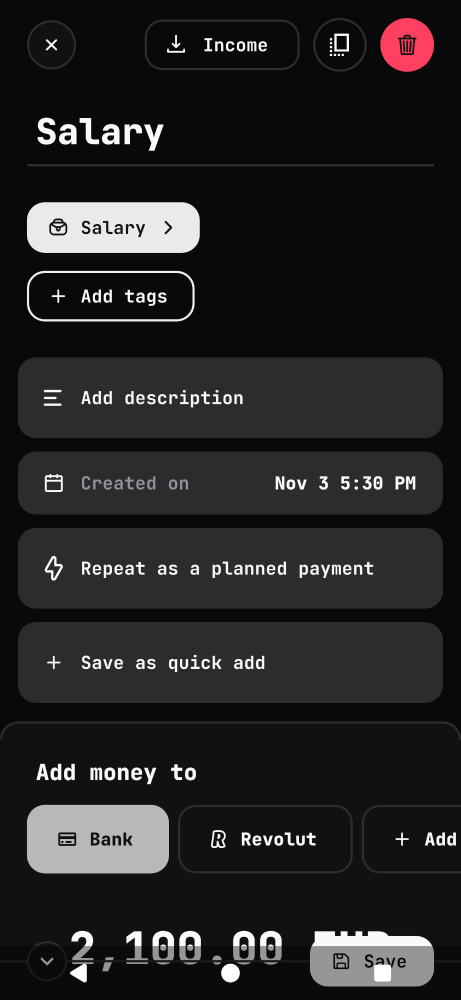 Income
Salary
Salary
Add tags
Add description
Created on Nov 3 5:30 PM
Repeat as a planned payment
Save as quick add
Add money to
Bank Revolut Add
2,100.00 EUR
Save